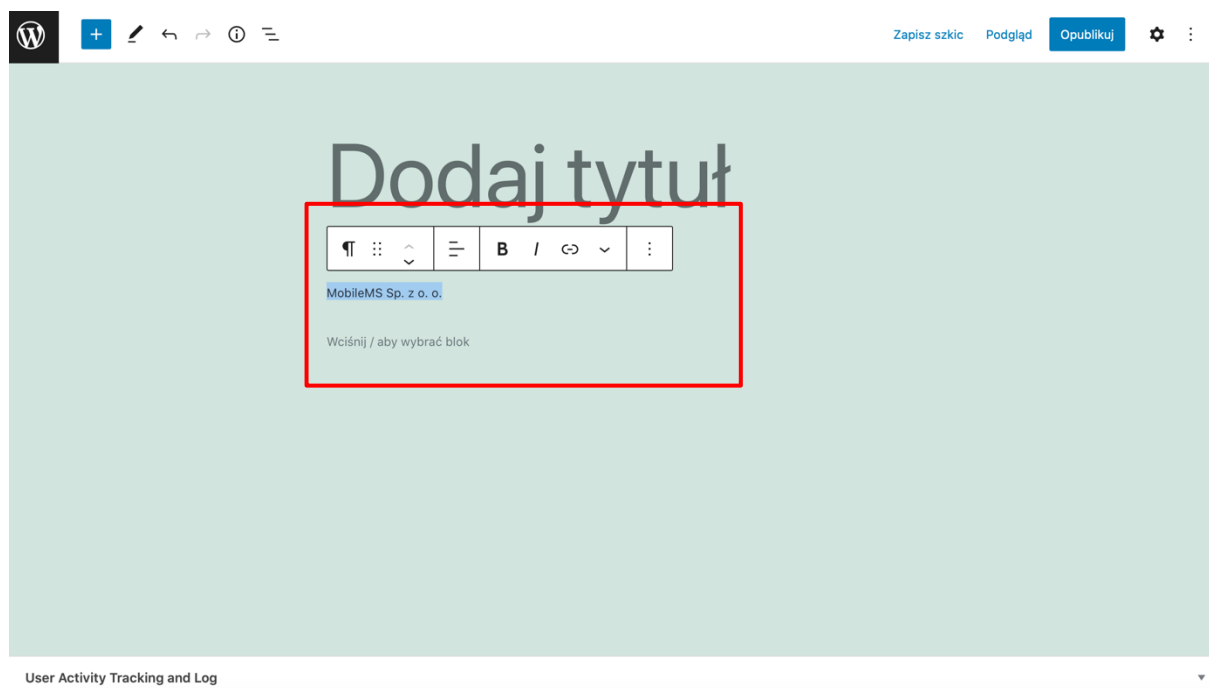 Zapisz szkic Podgląd Opublikuj
Dodaj tytuł
B I
MobileMS Sp. z o. o.
Wciśnij / aby wybrać blok
User Activity Tracking and Log